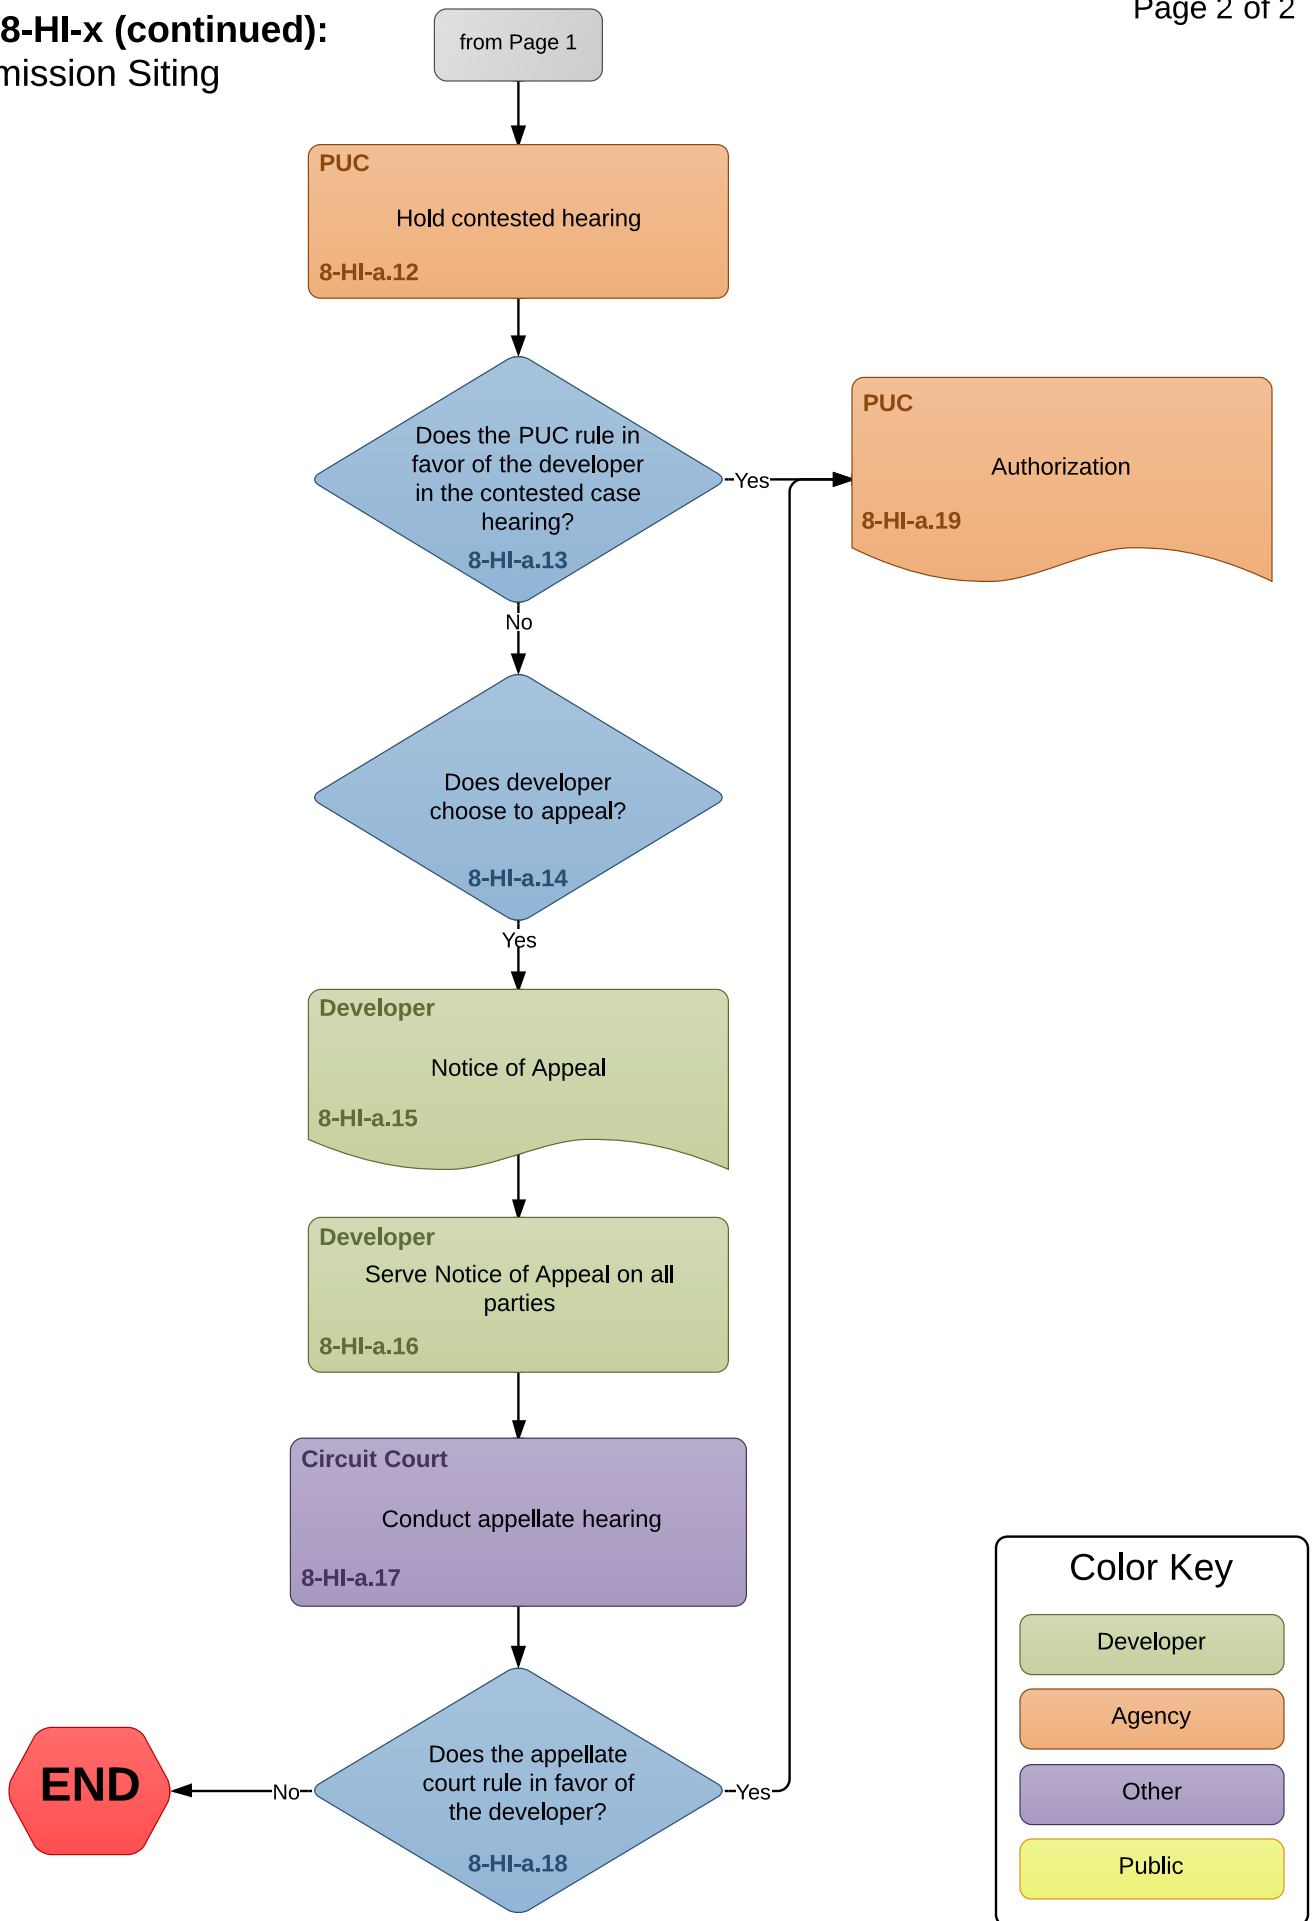 8-HI-x (continued):
mission Siting
Page 2 of 2
from Page 1
PUC
Hold contested hearing
8-HI-a.12
Does the PUC rule in
favor of the developer
in the contested case
hearing?
8-HI-a.13
Yes
PUC
Authorization
8-HI-a.19
No
Does developer
choose to appeal?
8-HI-a.14
Yes
Developer
Notice of Appeal
8-HI-a.15
Developer
Serve Notice of Appeal on all
parties
8-HI-a.16
Circuit Court
Conduct appellate hearing
8-HI-a.17
Does the appellate
court rule in favor of
the developer?
8-HI-a.18
No
Yes
END
Color Key
Developer
Agency
Other
Public